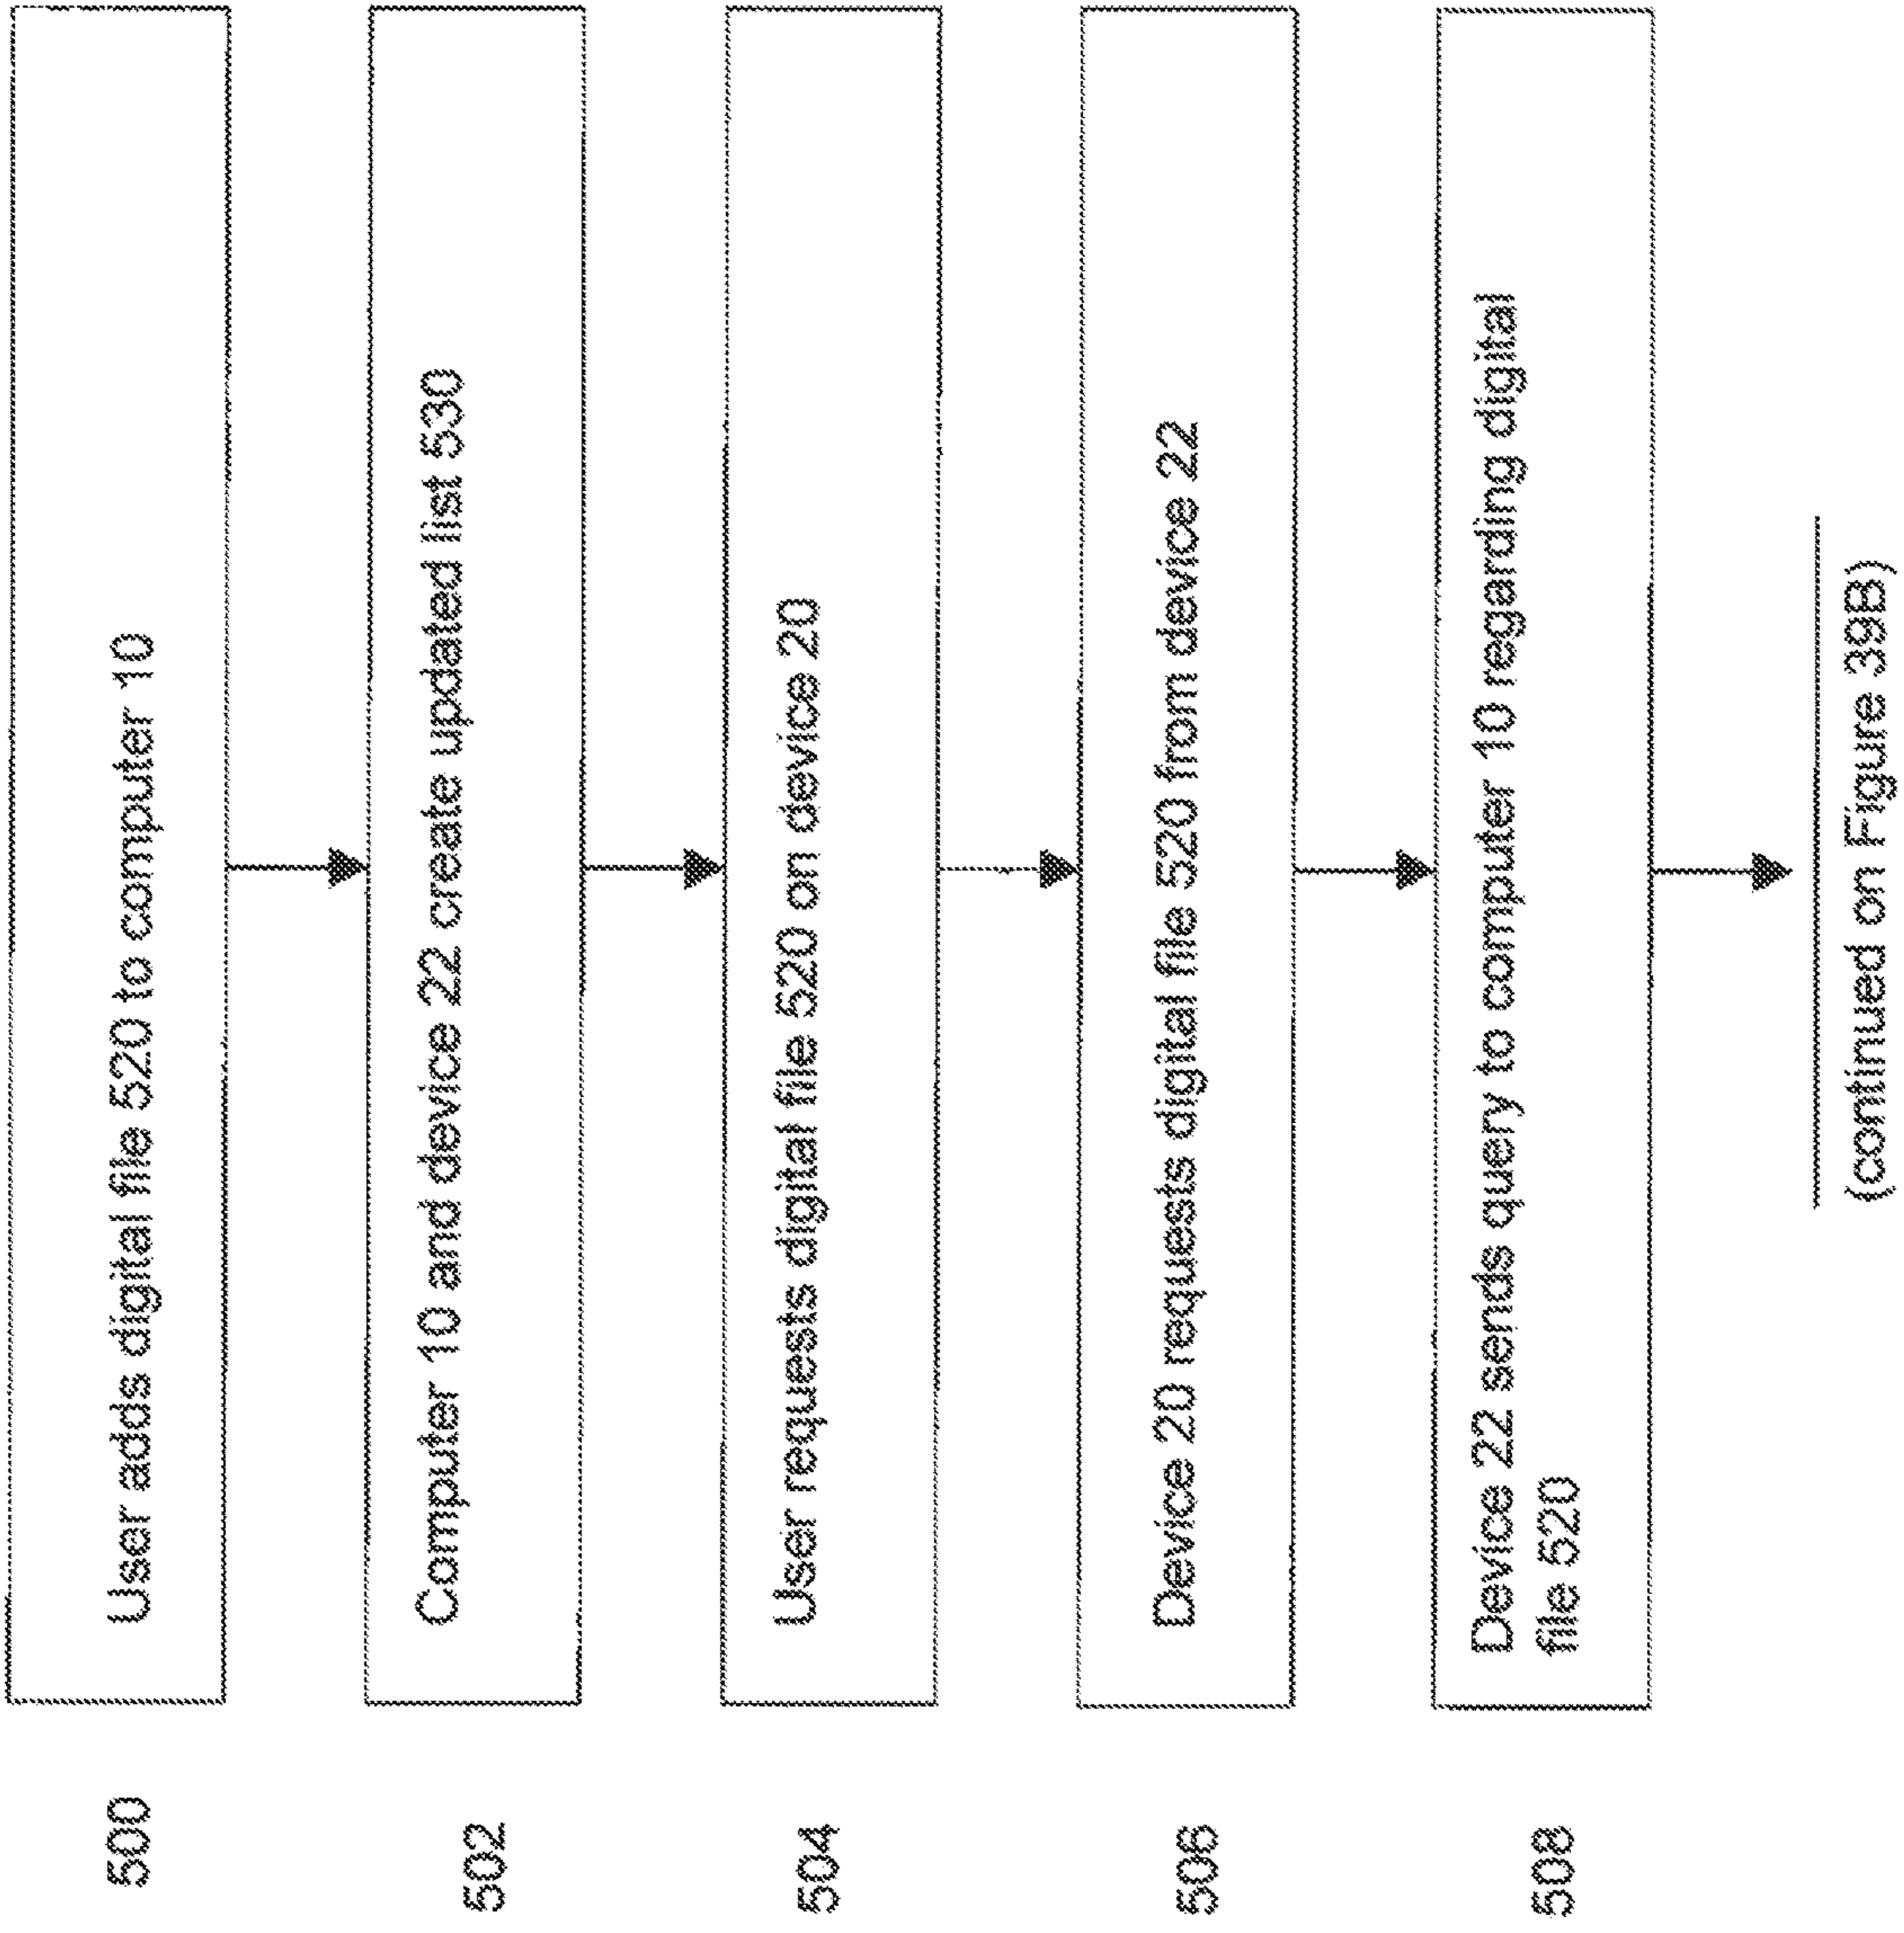 500
User adds digital file 520 to computer 10
502
Computer 10 and device 22 create updated list 530
504
User requests digital file 520 on device 20
506
Device 20 requests digital file 520 from device 22
508
Device 22 sends query to computer 10 regarding digital
file 520
(continued on Figure 39B)